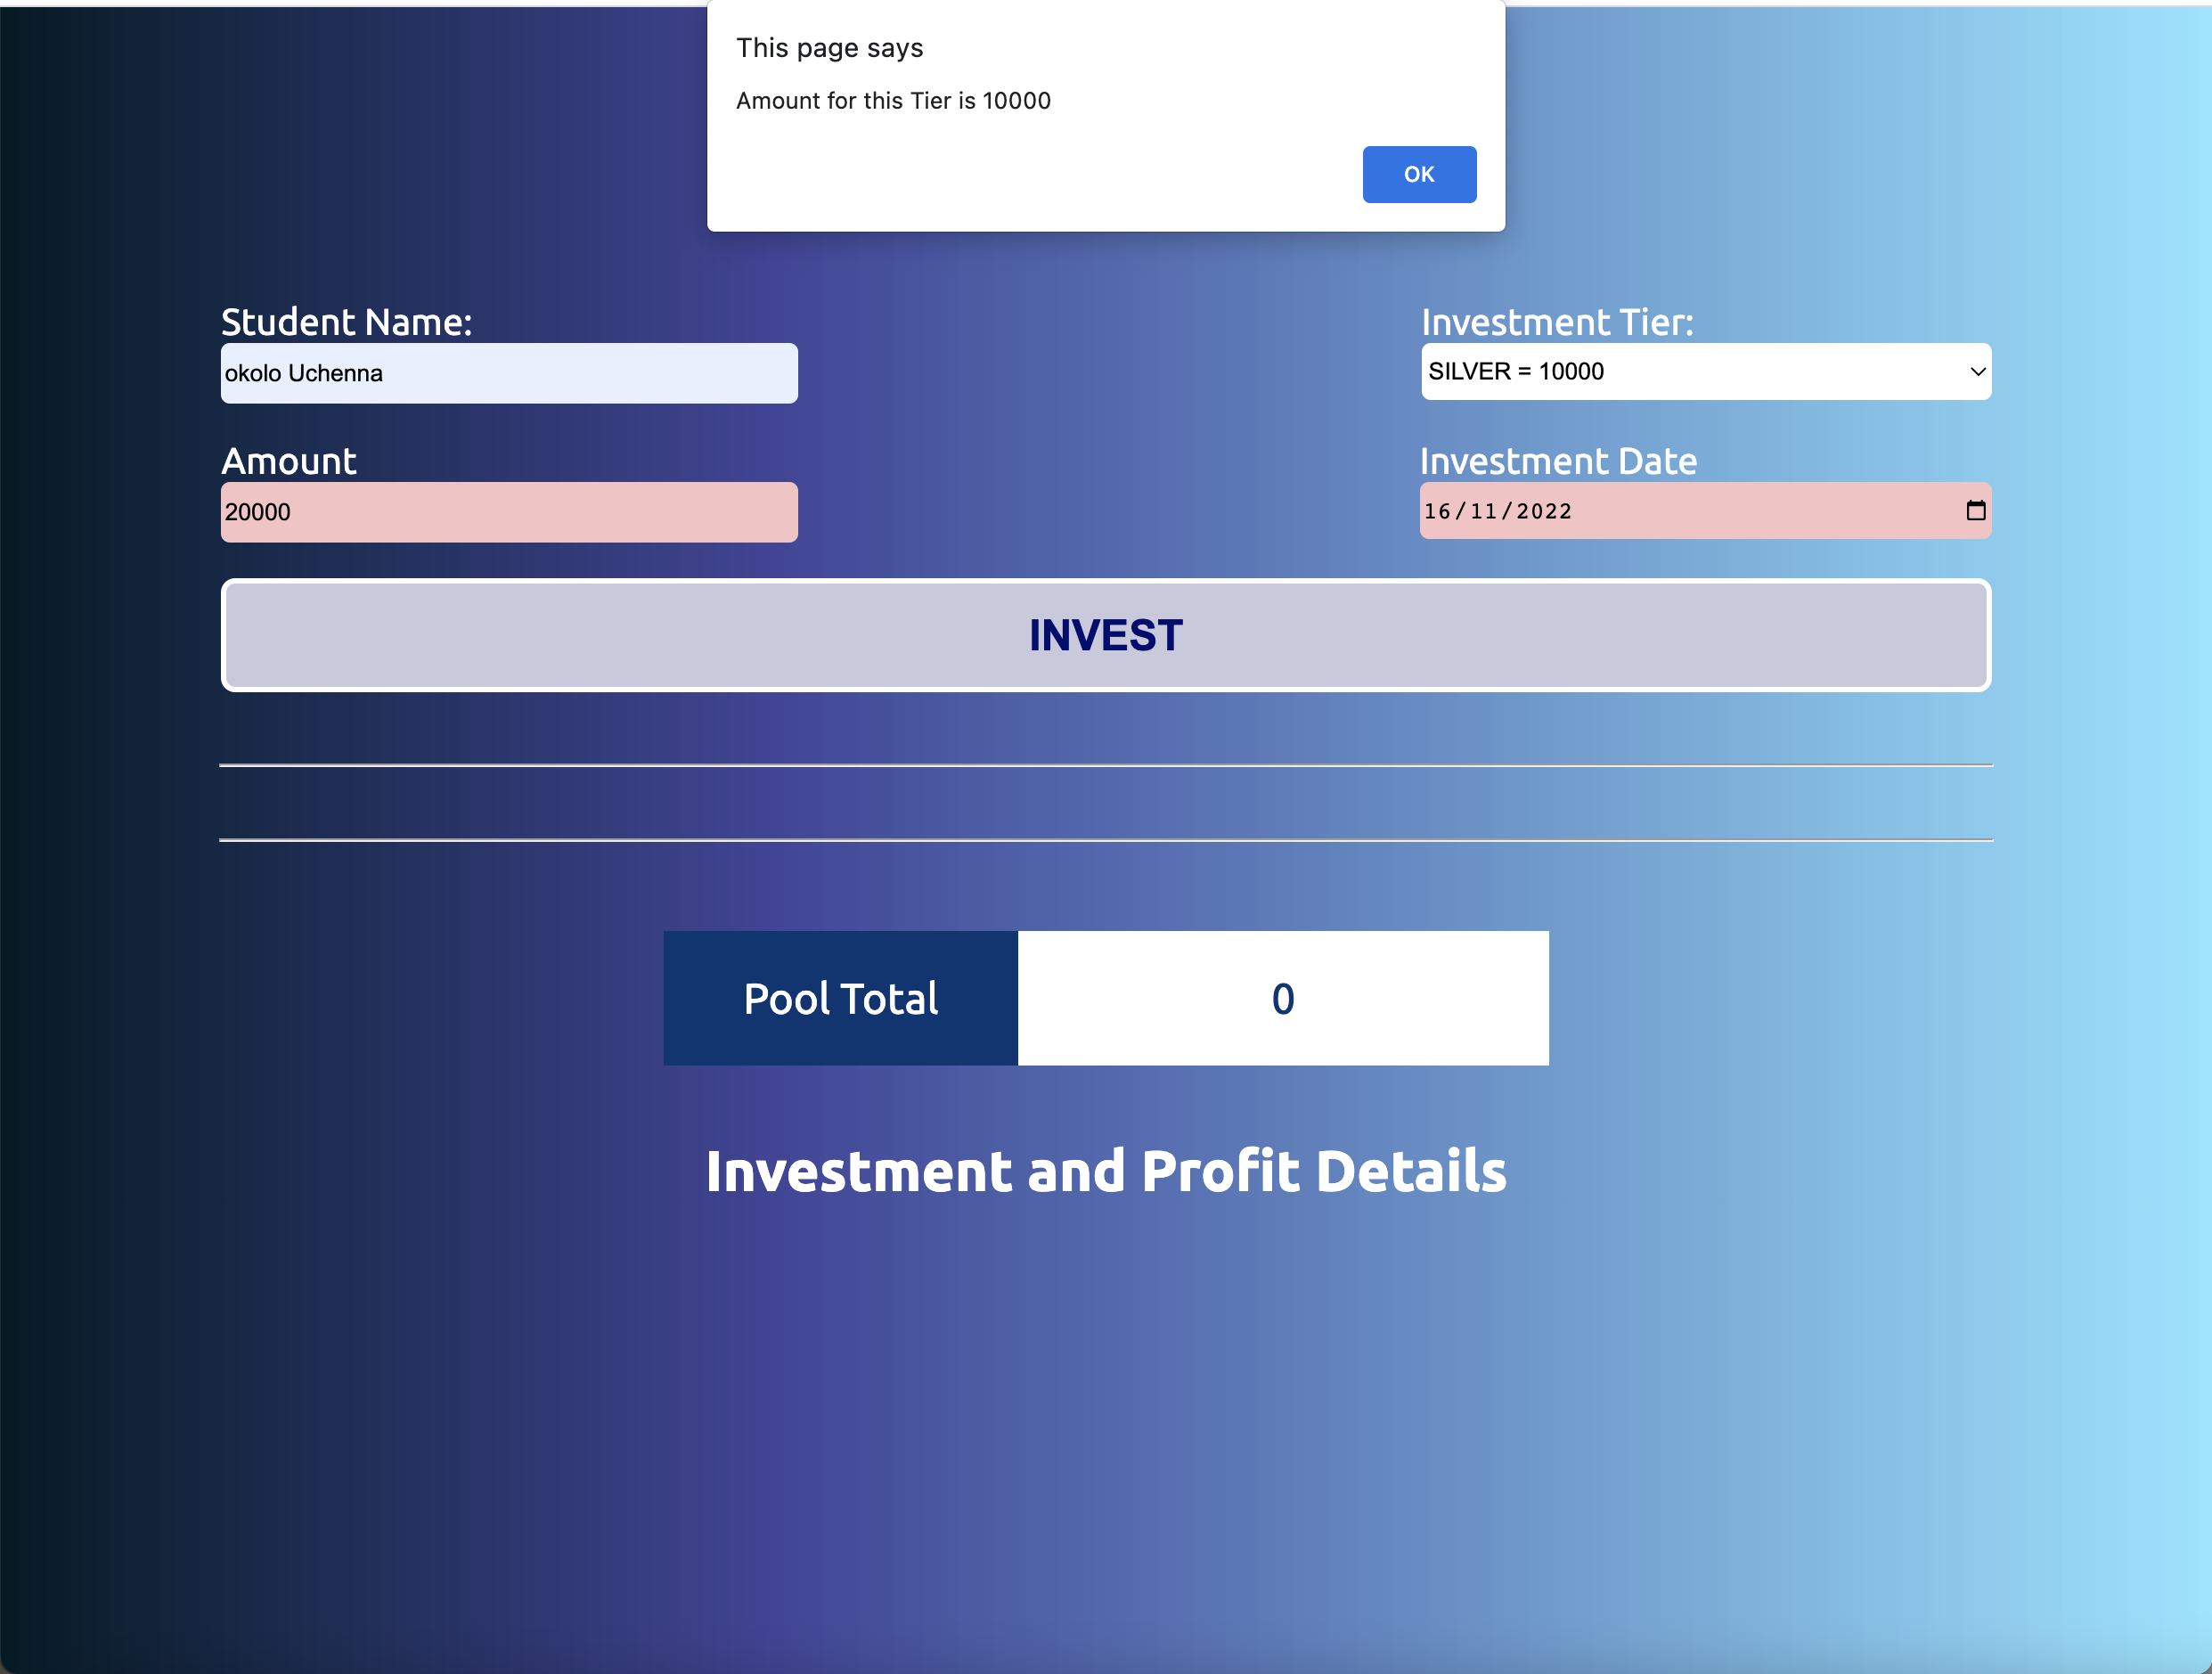 This page says
Amount for this Tier is 10000
OK
Student Name:
okolo Uchenna
Investment Tier:
SILVER = 10000
Amount
20000
Investment Date
16/11/2022
INVEST
Pool Total
0
Investment and Profit Details